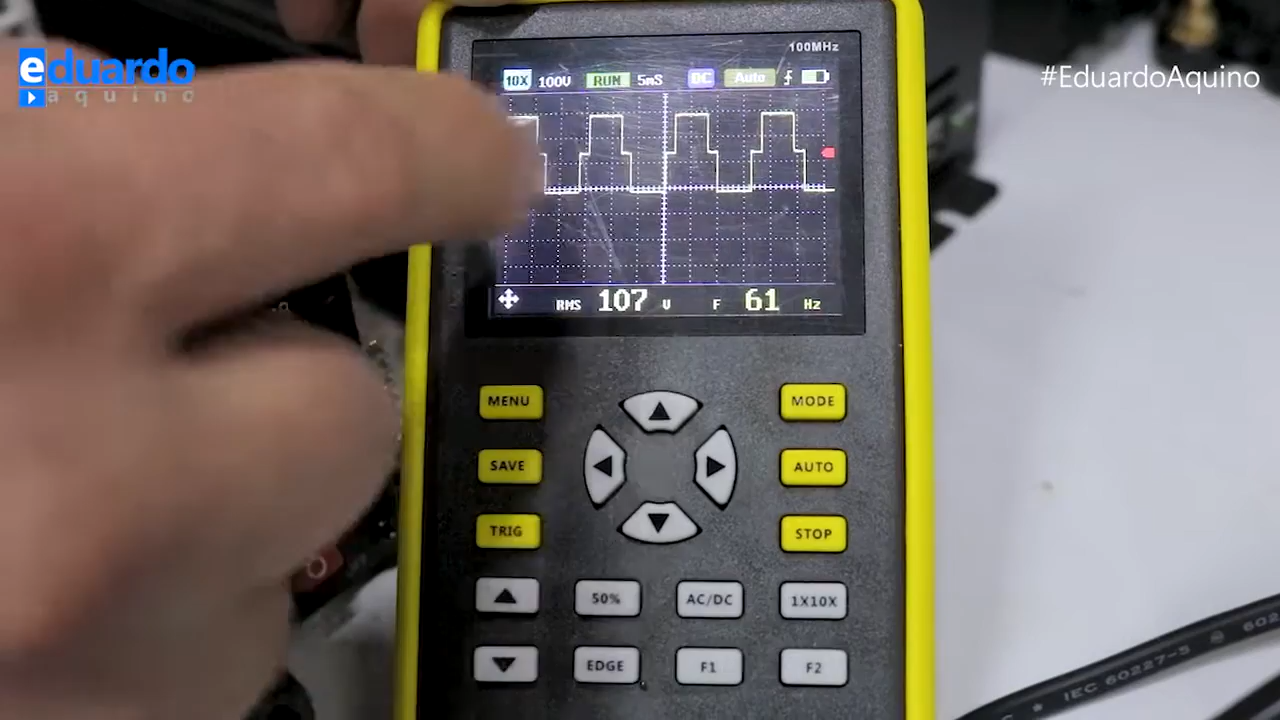 eduardo
aquino
#EduardoAquino
100MHz
10X 100V RUN 5mS DC Auto
RMS 107 V F 61 Hz
MENU
MODE
SAVE
AUTO
TRIG
STOP
50%
AC/DC
1X10X
EDGE
F1
F2
IEC 60227-5
602